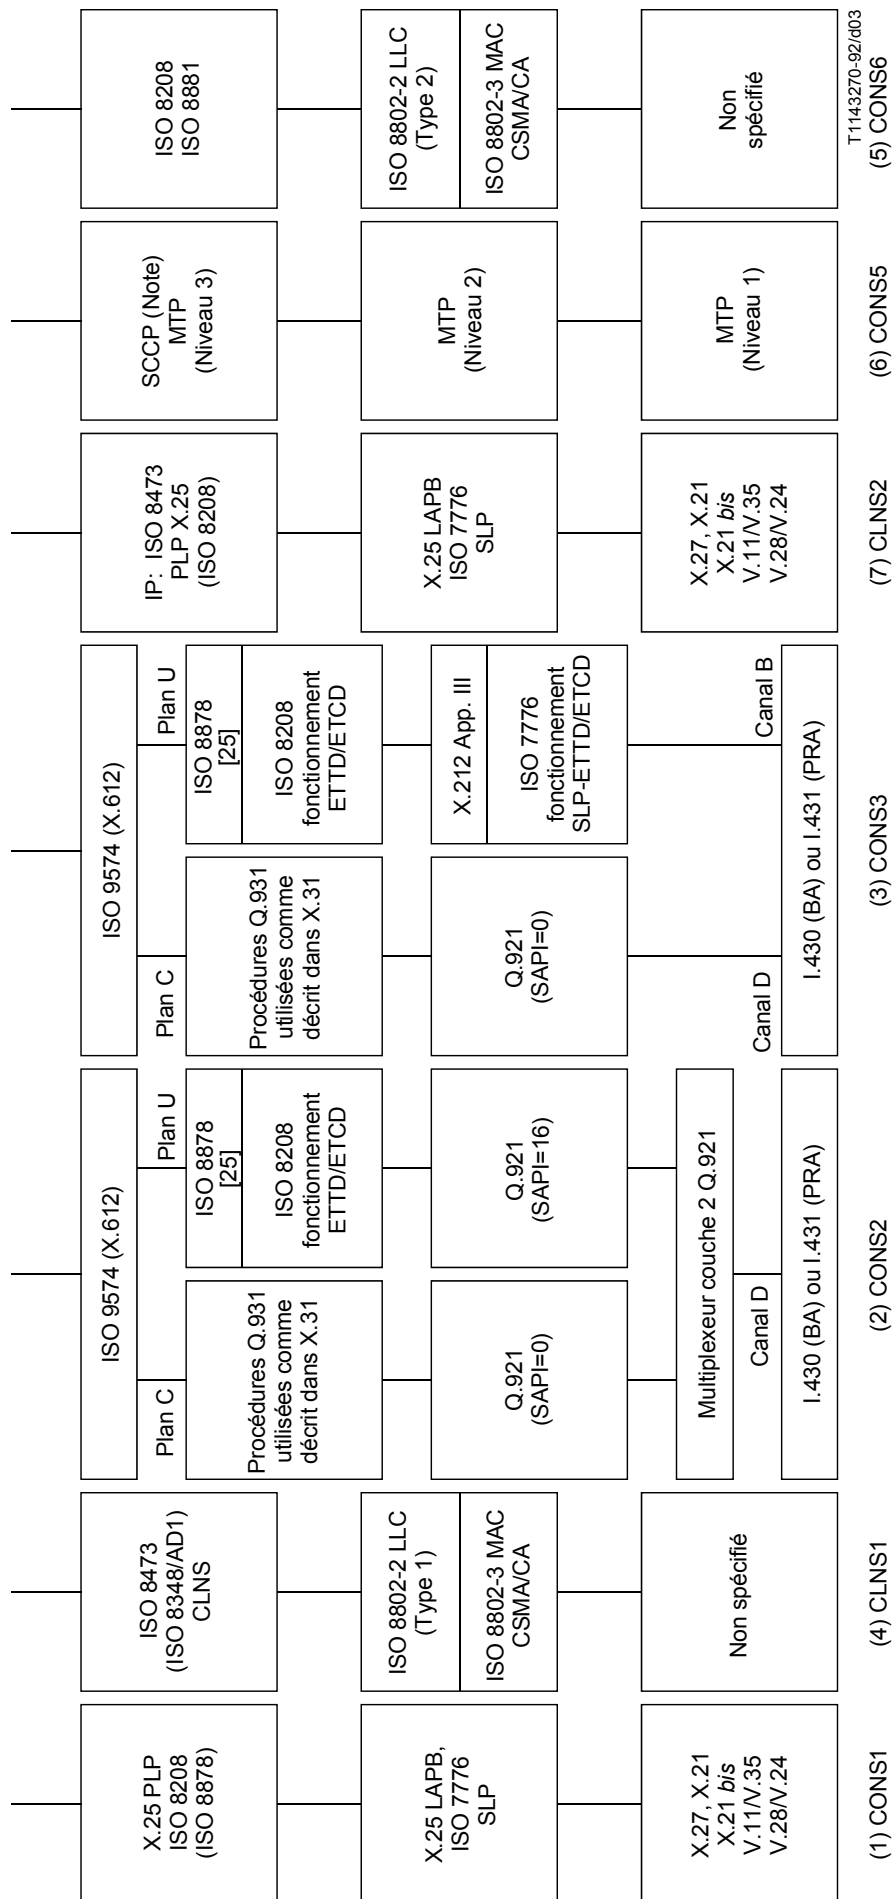 X.25 PLP
ISO 8208
(ISO 8878)
X.25 LAPB,
ISO 7776
SLP
X.27, X.21
X.21 bis
V.11/V.35
V.28/V.24
(1) CONS1
ISO 8473
(ISO 8348/AD1)
CLNS
ISO 8802-2 LLC
(Type 1)
ISO 8802-3 MAC
CSMA/CA
Non spécifié
(4) CLNS1
ISO 9574 (X.612)
Plan C
Plan U
Procédures Q.931
utilisées comme
décrit dans X.31
ISO 8878
[25]
ISO 8208
fonctionnement
ETTD/ETCD
Q.921
(SAPI=0)
Q.921
(SAPI=16)
Multiplexeur couche 2 Q.921
Canal D
I.430 (BA) ou I.431 (PRA)
(2) CONS2
ISO 9574 (X.612)
Plan C
Plan U
Procédures Q.931
utilisées comme
décrit dans X.31
ISO 8878
[25]
ISO 8208
fonctionnement
ETTD/ETCD
Q.921
(SAPI=0)
X.212 App. III
ISO 7776
fonctionnement
SLP-ETTD/ETCD
Canal D
Canal B
I.430 (BA) ou I.431 (PRA)
(3) CONS3
IP: ISO 8473
PLP X.25
(ISO 8208)
X.25 LAPB
ISO 7776
SLP
X.27, X.21
X.21 bis
V.11/V.35
V.28/V.24
(7) CLNS2
SCCP (Note)
MTP
(Niveau 3)
MTP
(Niveau 2)
MTP
(Niveau 1)
(6) CONS5
ISO 8208
ISO 8881
ISO 8802-2 LLC
(Type 2)
ISO 8802-3 MAC
CSMA/CA
Non
spécifié
T1143270-92/d03
(5) CONS6